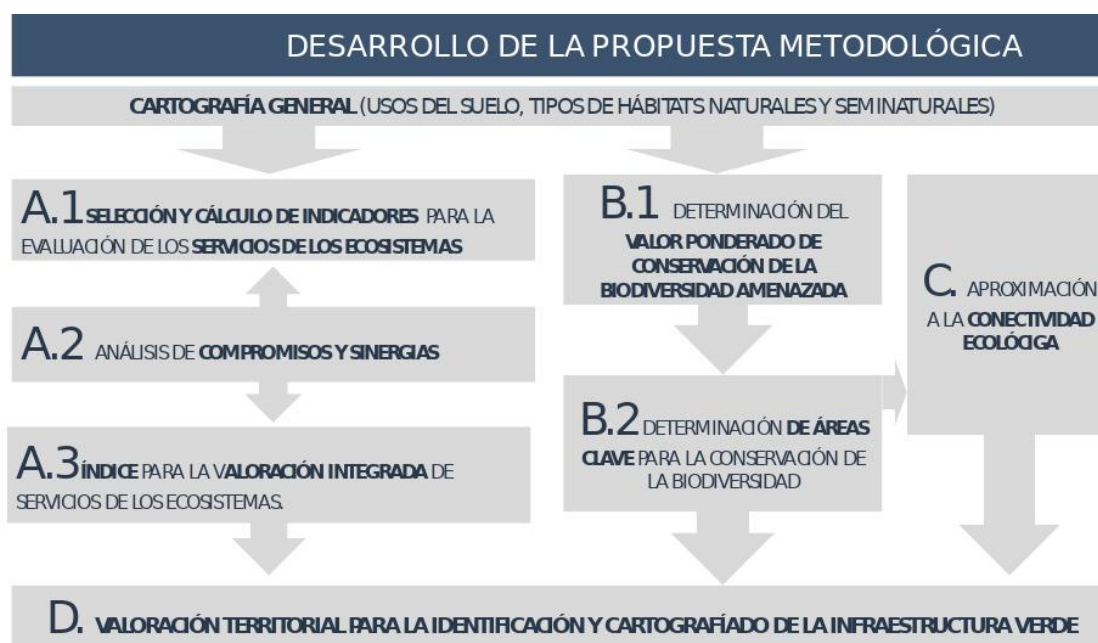 DESARROLLO DE LA PROPUESTA METODOLÓGICA
CARTOGRAFÍA GENERAL (USOS DEL SUELO, TIPOS DE HÁBITATS NATURALES Y SEMINATURALES)
A.1 SELECCIÓN Y CÁLCULO DE INDICADORES PARA LA
EVALUACIÓN DE LOS SERVICIOS DE LOS ECOSISTEMAS
A.2 ANÁLISIS DE COMPROMISOS Y SINERGIAS
A.3 ÍNDICE PARA LA VALORACIÓN INTEGRADA DE
SERVICIOS DE LOS ECOSISTEMAS.
B.1 DETERMINACIÓN DEL
VALOR PONDERADO DE
CONSERVACIÓN DE LA
BIODIVERSIDAD AMENAZADA
B.2 DETERMINACIÓN DE ÁREAS
CLAVE PARA LA CONSERVACIÓN DE
LA BIODIVERSIDAD
C. APROXIMACIÓN
A LA CONECTIVIDAD
ECOLÓCIGA
D. VALORACIÓN TERRITORIAL PARA LA IDENTIFICACIÓN Y CARTOGRAFÍADO DE LA INFRAESTRUCTURA VERDE